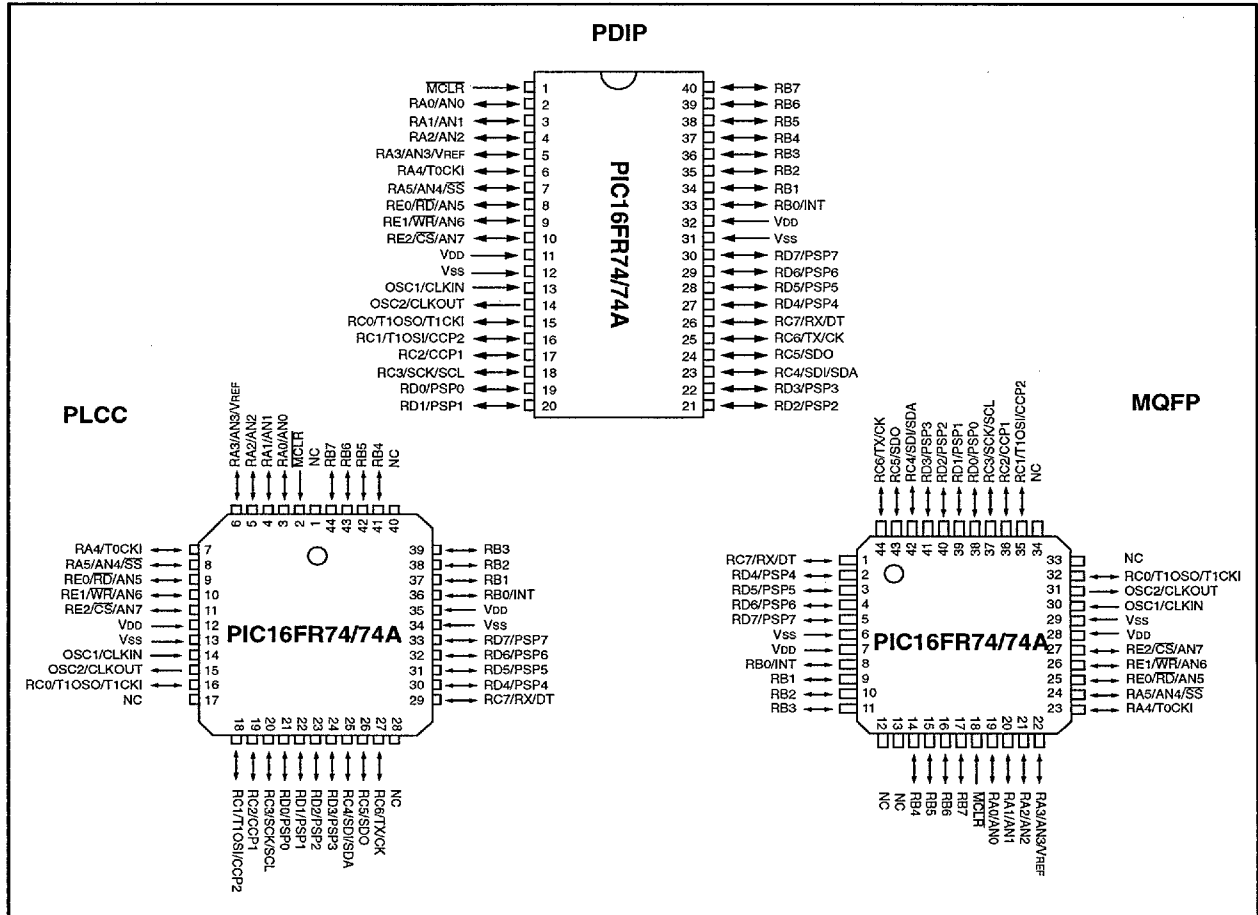 PDIP
MCLR 1
RA0/AN0 2
RA1/AN1 3
RA2/AN2 4
RA3/AN3/VREF 5
RA4/T0CKI 6
RA5/AN4/SS 7
RE0/RD/AN5 8
RE1/WR/AN6 9
RE2/CS/AN7 10
VDD 11
VSS 12
OSC1/CLKIN 13
OSC2/CLKOUT 14
RC0/T1OSO/T1CKI 15
RC1/T1OSI/CCP2 16
RC2/CCP1 17
RC3/SCK/SCL 18
RD0/PSP0 19
RD1/PSP1 20
PIC16FR74/74A
40 RB7
39 RB6
38 RB5
37 RB4
36 RB3
35 RB2
34 RB1
33 RB0/INT
32 VDD
31 VSS
30 RD7/PSP7
29 RD6/PSP6
28 RD5/PSP5
27 RD4/PSP4
26 RC7/RX/DT
25 RC6/TX/CK
24 RC5/SDO
23 RC4/SDI/SDA
22 RD3/PSP3
21 RD2/PSP2
PLCC
RA3/AN3/VREF 6
RA2/AN2 5
RA1/AN1 4
RA0/AN0 3
MCLR 2
NC 1
RB7 44
RB6 43
RB5 42
RB4 41
NC 40
RA4/T0CKI 7
RA5/AN4/SS 8
RE0/RD/AN5 9
RE1/WR/AN6 10
RE2/CS/AN7 11
VDD 12
VSS 13
OSC1/CLKIN 14
OSC2/CLKOUT 15
RC0/T1OSO/T1CKI 16
NC 17
PIC16FR74/74A
39 RB3
38 RB2
37 RB1
36 RB0/INT
35 VDD
34 VSS
33 RD7/PSP7
32 RD6/PSP6
31 RD5/PSP5
30 RD4/PSP4
29 RC7/RX/DT
18 RC1/T1OSI/CCP2
19 RC2/CCP1
20 RC3/SCK/SCL
21 RD0/PSP0
22 RD1/PSP1
23 RD2/PSP2
24 RD3/PSP3
25 RC4/SDI/SDA
26 RC5/SDO
27 RC6/TX/CK
28 NC
MQFP
RC6/TX/CK 44
RC5/SDO 43
RC4/SDI/SDA 42
RD3/PSP3 41
RD2/PSP2 40
RD1/PSP1 39
RD0/PSP0 38
RC3/SCK/SCL 37
RC2/CCP1 36
RC1/T1OSI/CCP2 35
NC 34
RC7/RX/DT 1
RD4/PSP4 2
RD5/PSP5 3
RD6/PSP6 4
RD7/PSP7 5
VSS 6
VDD 7
RB0/INT 8
RB1 9
RB2 10
RB3 11
PIC16FR74/74A
33 NC
32 RC0/T1OSO/T1CKI
31 OSC2/CLKOUT
30 OSC1/CLKIN
29 VSS
28 VDD
27 RE2/CS/AN7
26 RE1/WR/AN6
25 RE0/RD/AN5
24 RA5/AN4/SS
23 RA4/T0CKI
12 NC
13 NC
14 RB4
15 RB5
16 RB6
17 RB7
18 MCLR
19 RA0/AN0
20 RA1/AN1
21 RA2/AN2
22 RA3/AN3/VREF